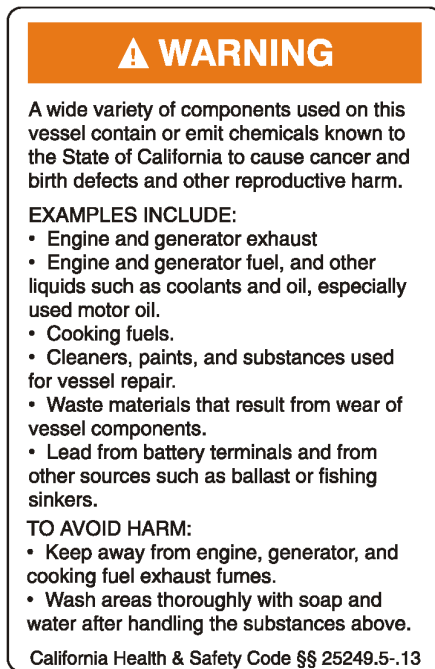 ⚠ WARNING
A wide variety of components used on this
vessel contain or emit chemicals known to
the State of California to cause cancer and
birth defects and other reproductive harm.
EXAMPLES INCLUDE:
• Engine and generator exhaust
• Engine and generator fuel, and other
liquids such as coolants and oil, especially
used motor oil.
• Cooking fuels.
• Cleaners, paints, and substances used
for vessel repair.
• Waste materials that result from wear of
vessel components.
• Lead from battery terminals and from
other sources such as ballast or fishing
sinkers.
TO AVOID HARM:
• Keep away from engine, generator, and
cooking fuel exhaust fumes.
• Wash areas thoroughly with soap and
water after handling the substances above.
California Health & Safety Code §§ 25249.5-.13